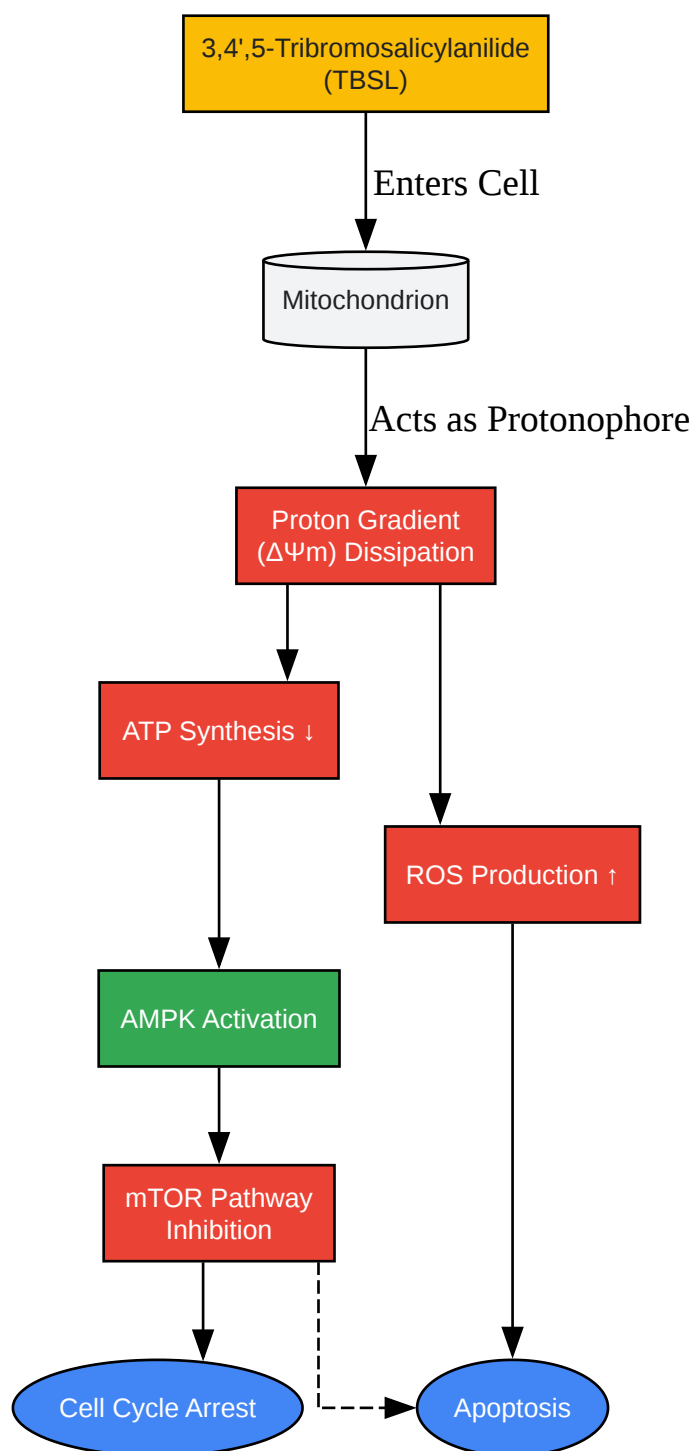 3,4',5-Tribromosalicylanilide
(TBSL)
Enters Cell
Mitochondrion
Acts as Protonophore
Proton Gradient
(ΔΨm) Dissipation
ATP Synthesis ↓
ROS Production ↑
AMPK Activation
mTOR Pathway
Inhibition
Cell Cycle Arrest
Apoptosis